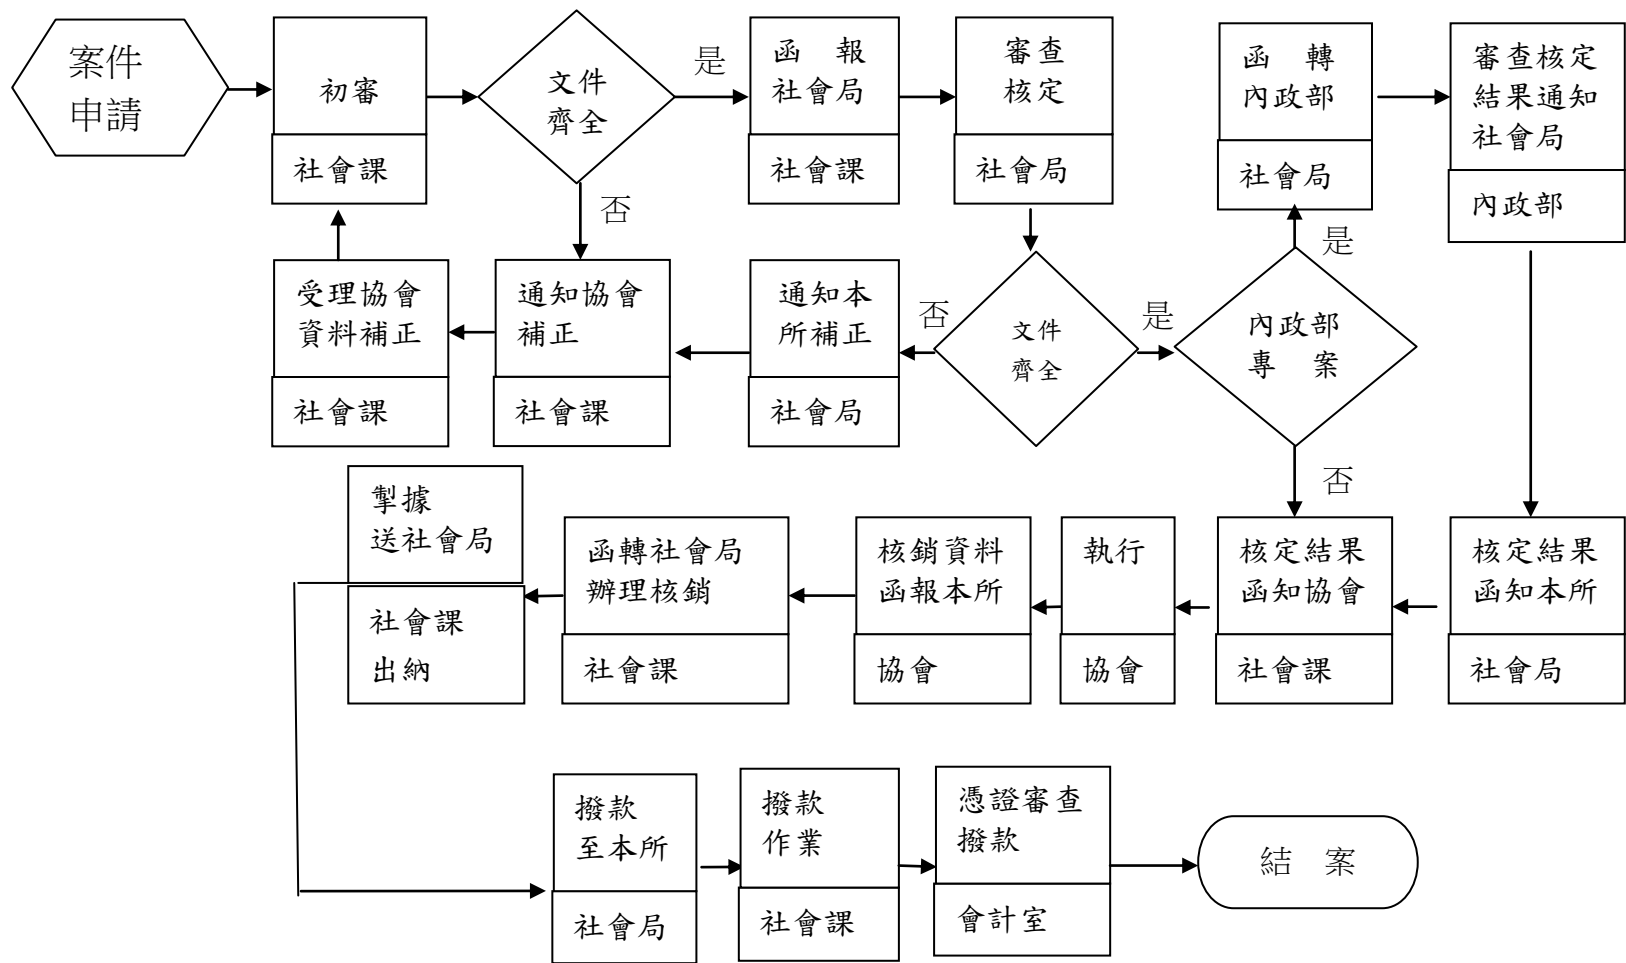 案件
申請
初審
社會課
文件
齊全
是
函　報
社會局
社會課
審查
核定
社會局
函　轉
內政部
社會局
審查核定
結果通知
社會局
內政部
否
是
受理協會
資料補正
社會課
通知協會
補正
社會課
通知本
所補正
社會局
否
文件
齊全
是
內政部
專　案
否
掣據
送社會局
社會課
出納
函轉社會局
辦理核銷
社會課
核銷資料
函報本所
協會
執行
協會
核定結果
函知協會
社會課
核定結果
函知本所
社會局
撥款
至本所
社會局
撥款
作業
社會課
憑證審查
撥款
會計室
結　案